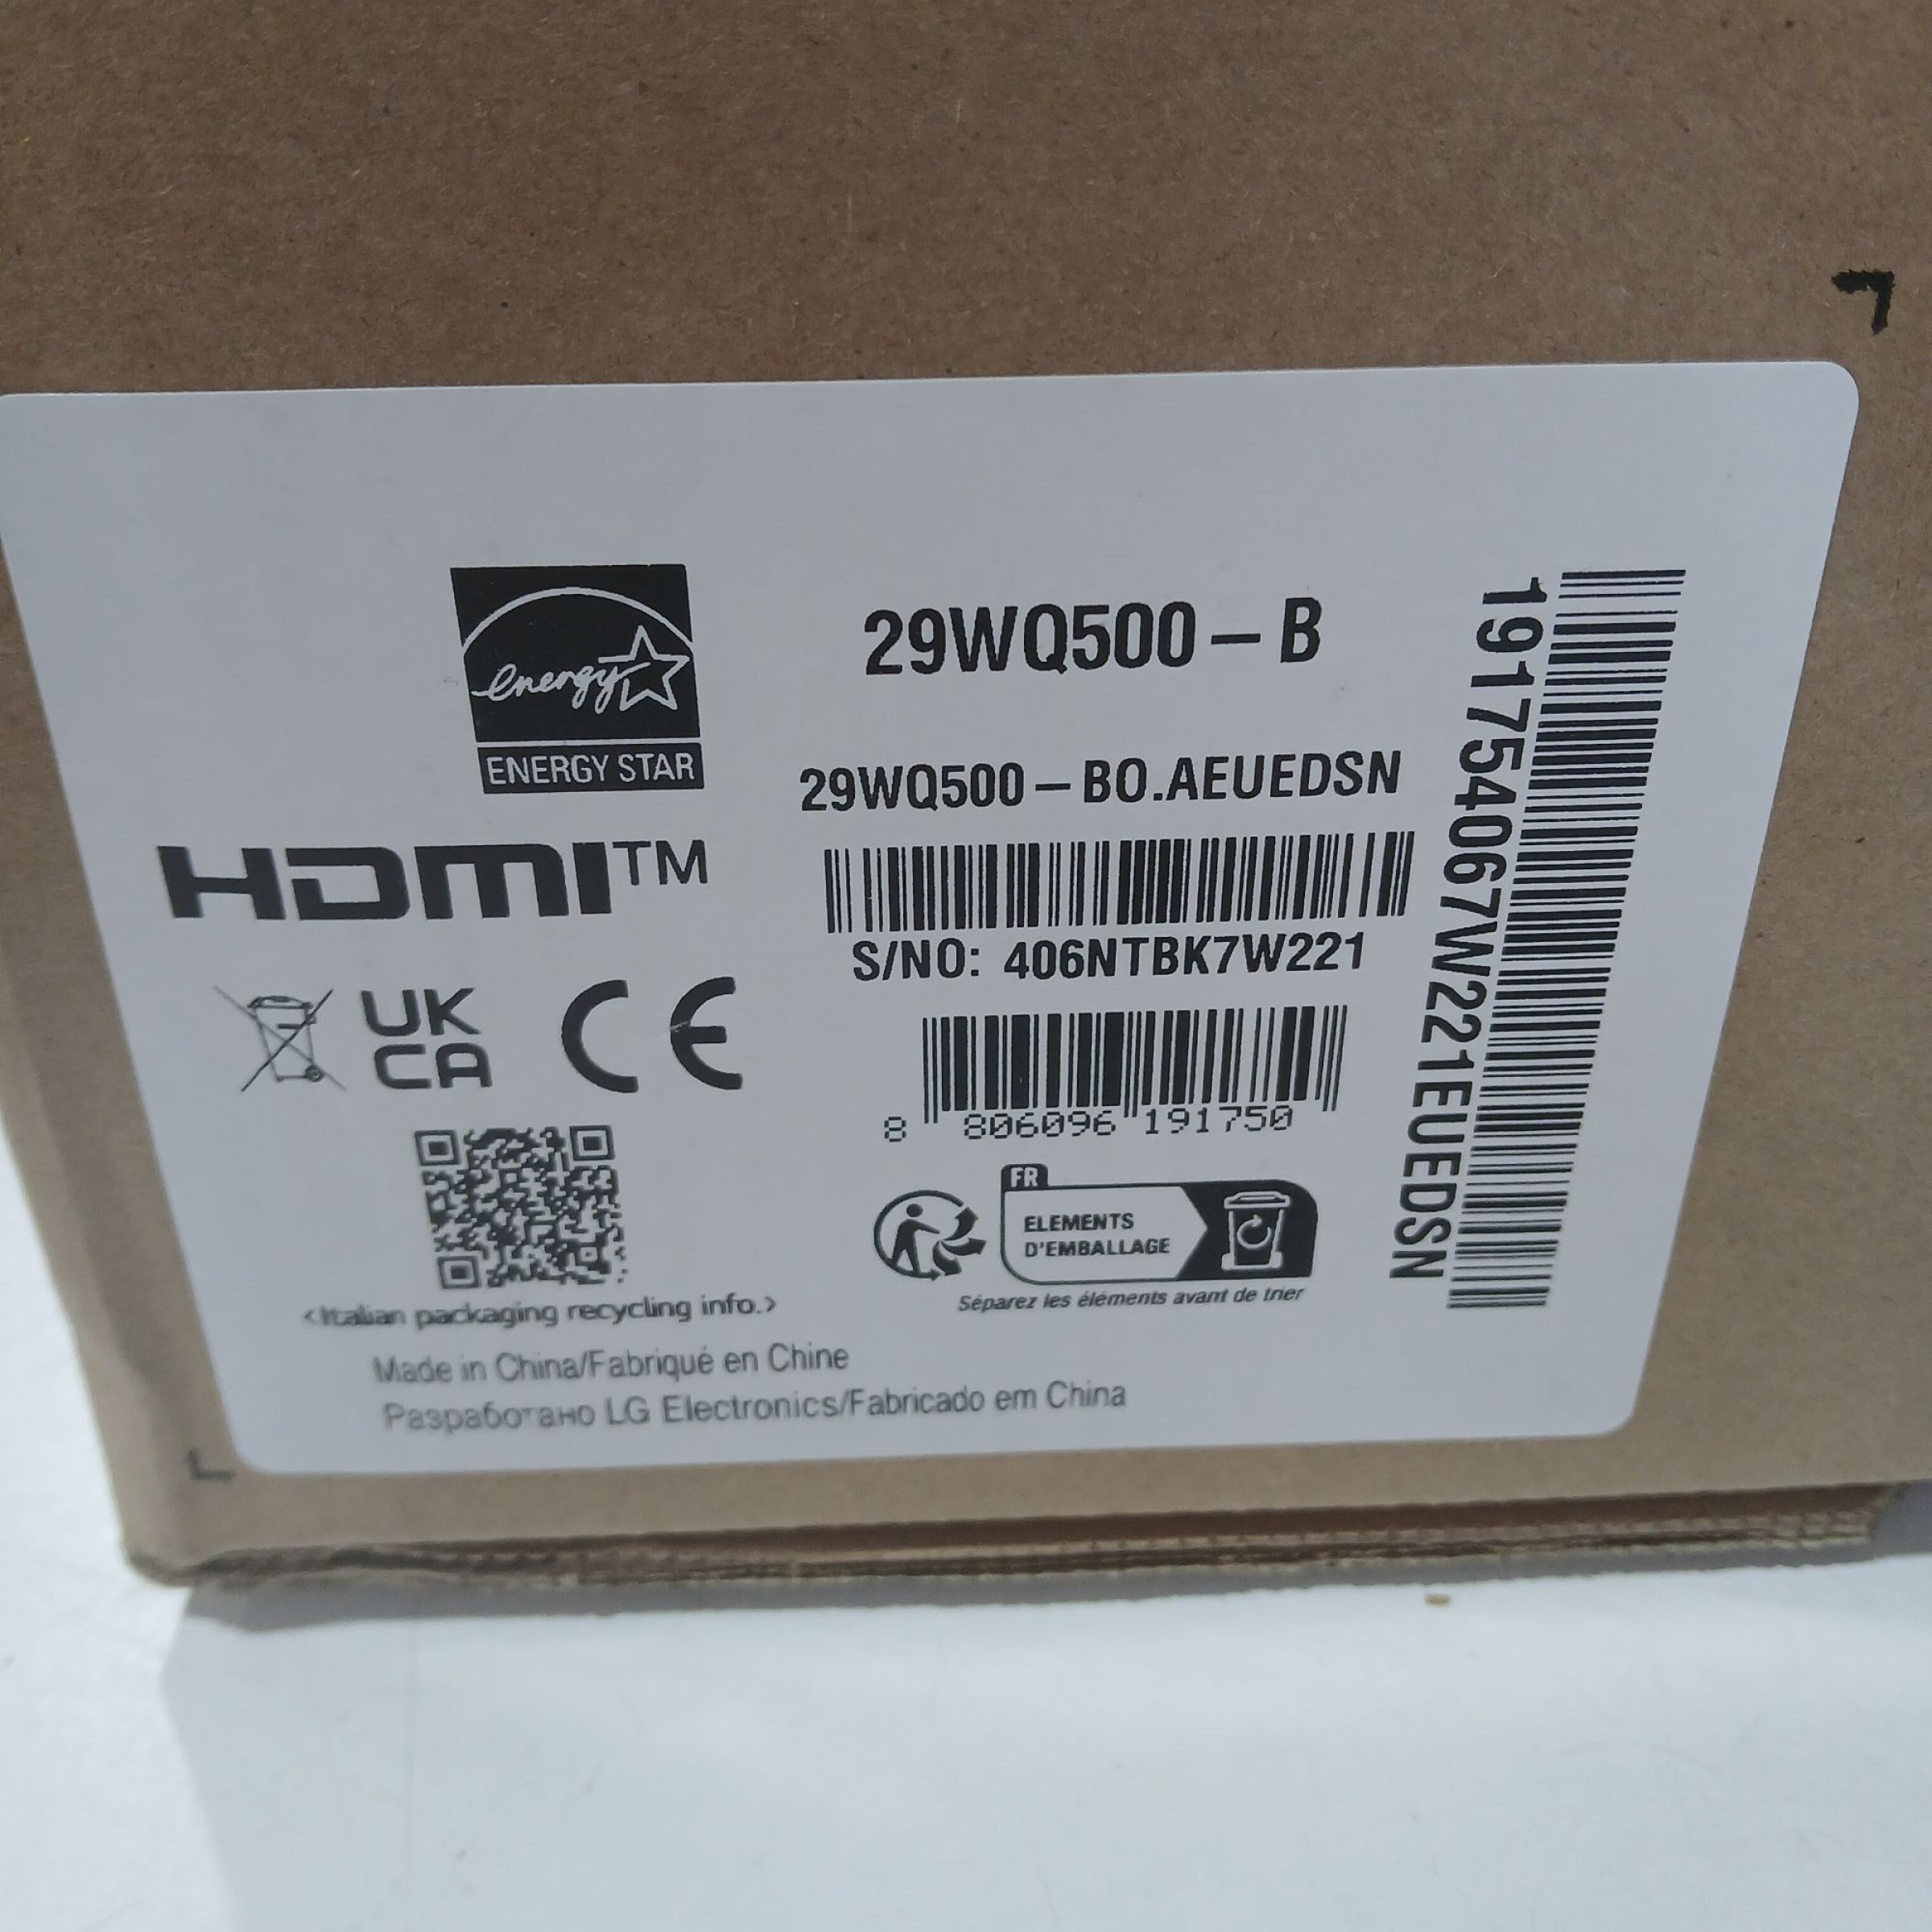 energy
ENERGY STAR
29WQ500-B
29WQ500-BO.AEUEDSN
HDMI™
S/NO: 406NTBK7W221
UK
CA
CE
8 806096 191750
FR
ELEMENTS
D'EMBALLAGE
Séparez les éléments avant de trier
<Italian packaging recycling info.>
Made in China/Fabriqué en Chine
Разработано LG Electronics/Fabricado em China
191754067W221EUEDSN